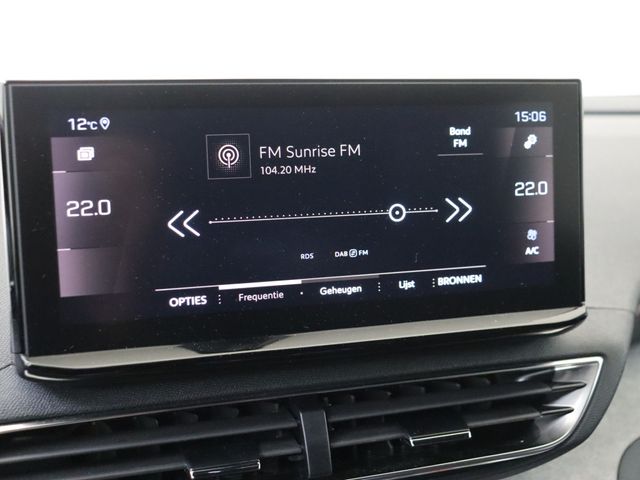 12°C
15:06
Band
FM
FM Sunrise FM
104.20 MHz
22.0
22.0
RDS
DAB FM
A/C
OPTIES
Frequentie
Geheugen
Lijst
BRONNEN